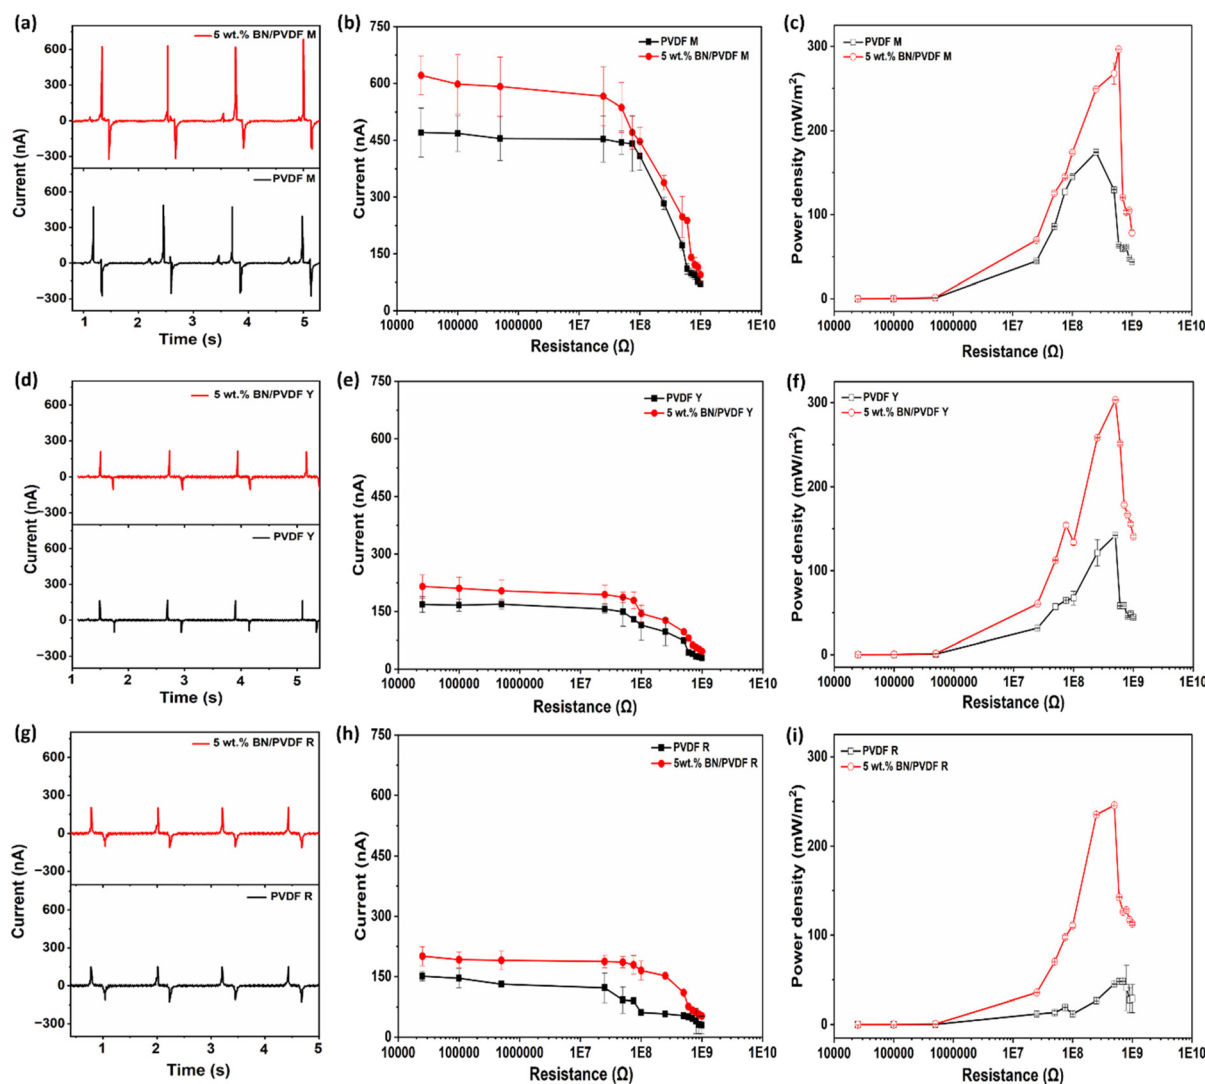 (a)
5 wt.% BN/PVDF M
600
300
0
−300
PVDF M
600
300
0
−300
Current (nA)
1 2 3 4 5
Time (s)
(b)
PVDF M
5 wt.% BN/PVDF M
750
600
450
300
150
0
Current (nA)
10000 100000 1000000 1E7 1E8 1E9 1E10
Resistance (Ω)
(c)
PVDF M
5 wt.% BN/PVDF M
300
200
100
0
Power density (mW/m²)
10000 100000 1000000 1E7 1E8 1E9 1E10
Resistance (Ω)
(d)
5 wt.% BN/PVDF Y
600
300
0
−300
PVDF Y
600
300
0
−300
Current (nA)
2 3 4 5
Time (s)
(e)
PVDF Y
5 wt.% BN/PVDF Y
750
600
450
300
150
0
Current (nA)
10000 100000 1000000 1E7 1E8 1E9 1E10
Resistance (Ω)
(f)
PVDF Y
5 wt.% BN/PVDF Y
300
200
100
0
Power density (mW/m²)
10000 100000 1000000 1E7 1E8 1E9 1E10
Resistance (Ω)
(g)
5 wt.% BN/PVDF R
600
300
0
−300
PVDF R
600
300
0
−300
Current (nA)
1 2 3 4 5
Time (s)
(h)
PVDF R
5wt.% BN/PVDF R
750
600
450
300
150
0
Current (nA)
10000 100000 1000000 1E7 1E8 1E9 1E10
Resistance (Ω)
(i)
PVDF R
5 wt.% BN/PVDF R
300
200
100
0
Power density (mW/m²)
10000 100000 1000000 1E7 1E8 1E9 1E10
Resistance (Ω)